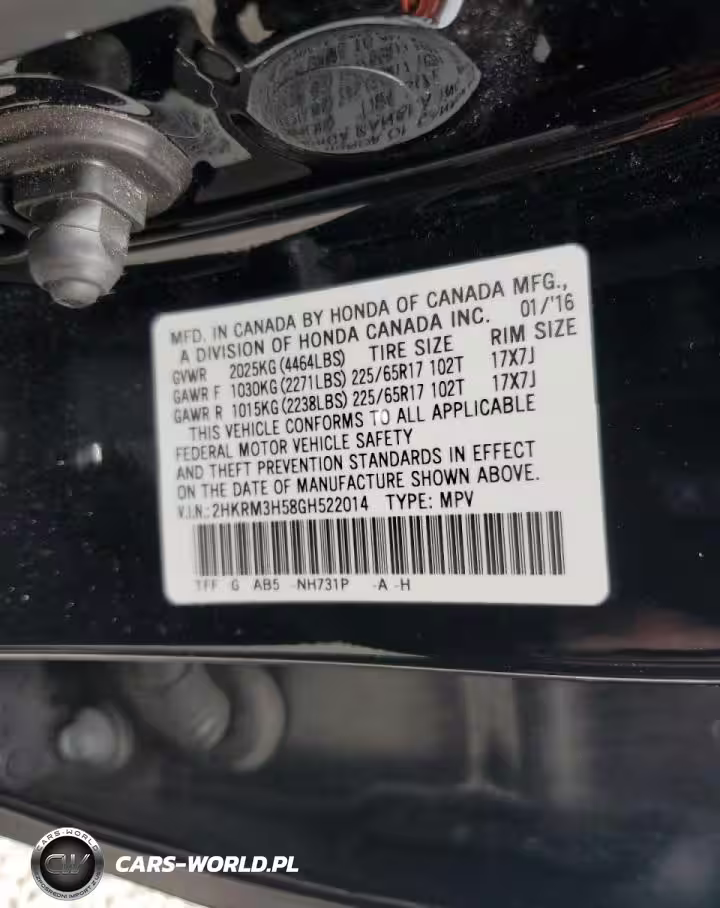 MFD. IN CANADA BY HONDA OF CANADA MFG.,
A DIVISION OF HONDA CANADA INC. 01/'16
GVWR 2025KG (4464LBS) TIRE SIZE RIM SIZE
GAWR F 1030KG (2271LBS) 225/65R17 102T 17X7J
GAWR R 1015KG (2238LBS) 225/65R17 102T 17X7J
THIS VEHICLE CONFORMS TO ALL APPLICABLE
FEDERAL MOTOR VEHICLE SAFETY
AND THEFT PREVENTION STANDARDS IN EFFECT
ON THE DATE OF MANUFACTURE SHOWN ABOVE.
V.I.N.: 2HKRM3H58GH522014 TYPE: MPV
TFF G AB5 -NH731P -A -H
CARS-WORLD
CW
CARS-WORLD.PL